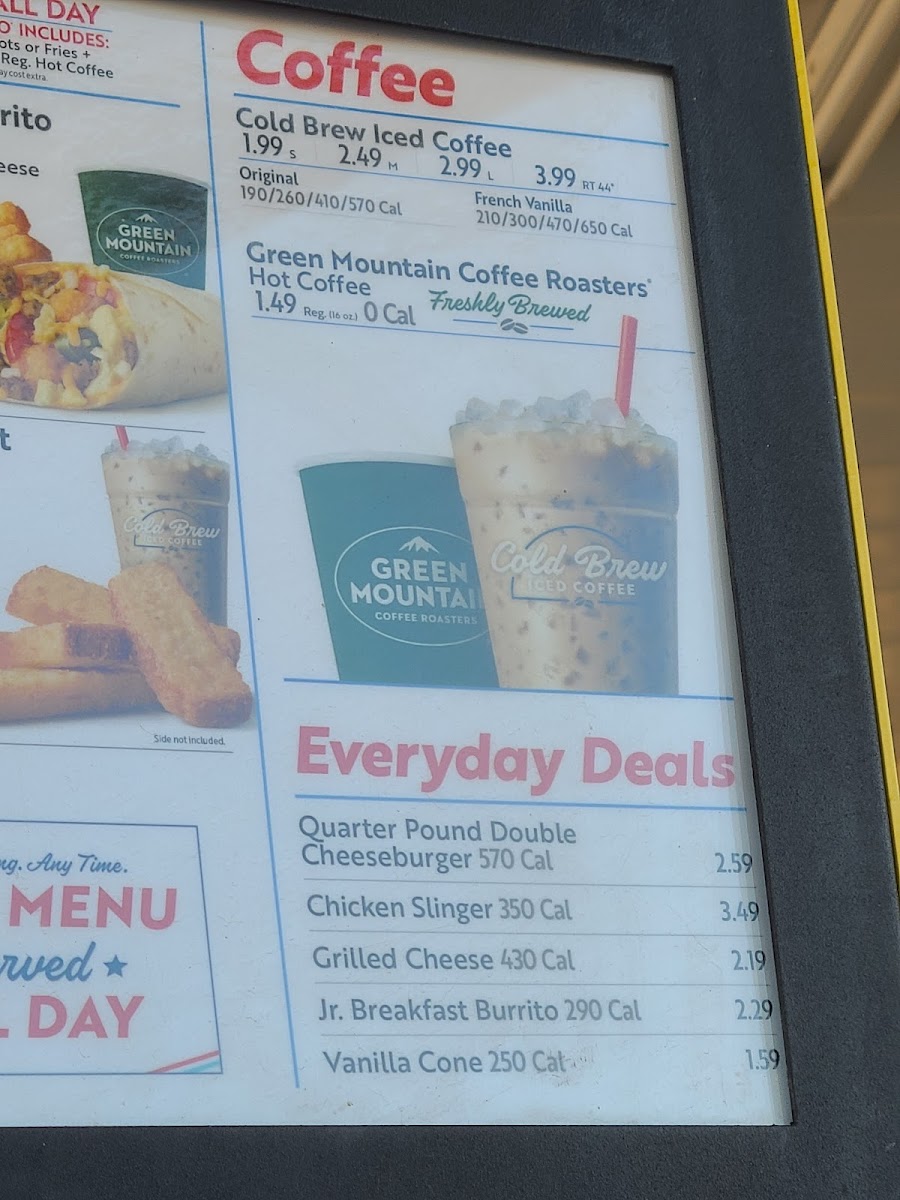 ALL DAY
O' INCLUDES:
ots or Fries +
Reg. Hot Coffee
ay cost extra.
rito
eese
GREEN
MOUNTAIN
COFFEE ROASTERS
t
Cold Brew
ICED COFFEE
Side not included.
ng. Any Time.
MENU
rved ★
L DAY
Coffee
Cold Brew Iced Coffee
1.99 S 2.49 M 2.99 L 3.99 RT 44®
Original
190/260/410/570 Cal
French Vanilla
210/300/470/650 Cal
Green Mountain Coffee Roasters®
Hot Coffee
1.49 Reg. (16 oz.) 0 Cal
Freshly Brewed
GREEN
MOUNTAI
COFFEE ROASTERS
Cold Brew
ICED COFFEE
Everyday Deals
Quarter Pound Double
Cheeseburger 570 Cal 2.59
Chicken Slinger 350 Cal 3.49
Grilled Cheese 430 Cal 2.19
Jr. Breakfast Burrito 290 Cal 2.29
Vanilla Cone 250 Cal 1.59